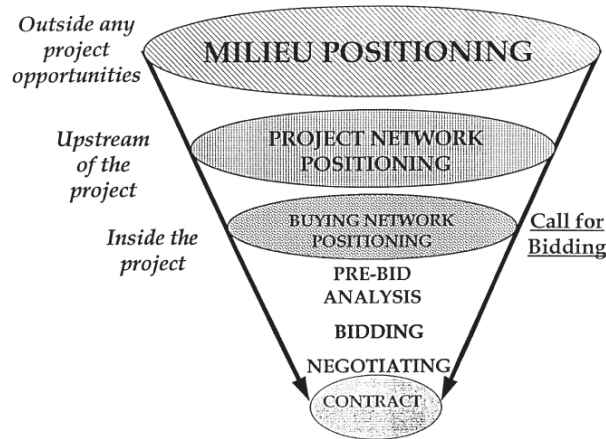 Outside any
project
opportunities
MILIEU POSITIONING
Upstream
of the
project
PROJECT NETWORK
POSITIONING
Inside the
project
BUYING NETWORK
POSITIONING
Call for
Bidding
PRE-BID
ANALYSIS
BIDDING
NEGOTIATING
CONTRACT